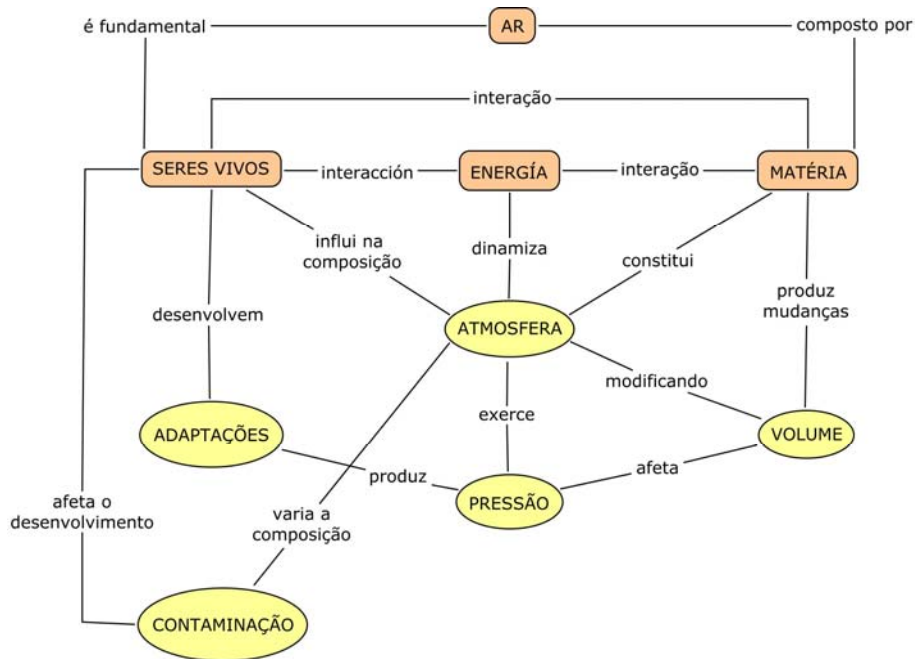 é fundamental
AR
composto por
interação
SERES VIVOS
interacción
ENERGÍA
interação
MATÉRIA
influi na
composição
dinamiza
constitui
desenvolvem
produz
mudanças
ATMOSFERA
modificando
exerce
ADAPTAÇÕES
VOLUME
produz
afeta
PRESSÃO
afeta o
desenvolvimento
varia a
composição
CONTAMINAÇÃO